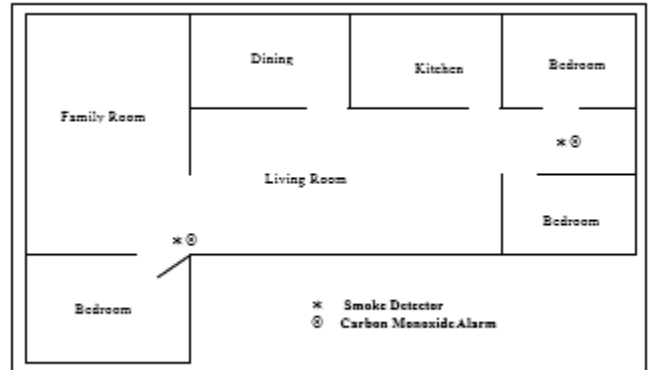 Dining
Kitchen
Bedroom
Family Room
* ⊗
Living Room
Bedroom
* ⊗
Bedroom
* Smoke Detector
⊗ Carbon Monoxide Alarm